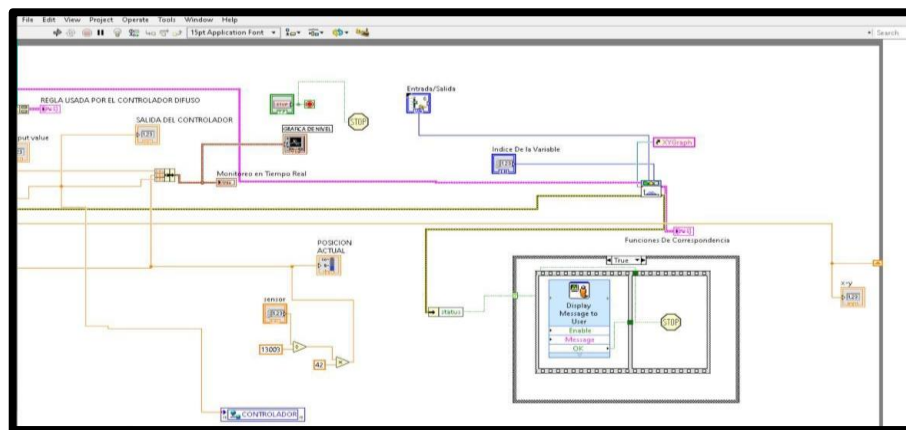 File Edit View Project Operate Tools Window Help
15pt Application Font
Search
REGLA USADA POR EL CONTROLADOR DIFUSO
SALIDA DEL CONTROLADOR
put value
STOP
STOP
GRAFICA DE NIVEL
Monitoreo en Tiempo Real
Entrada/Salida
Indice De la Variable
XYGraph
Funciones De Correspondencia
POSICION
ACTUAL
sensor
42
CONTROLADOR
status
True
Display
Message to
User
Enable
Message
OK
STOP
x-y